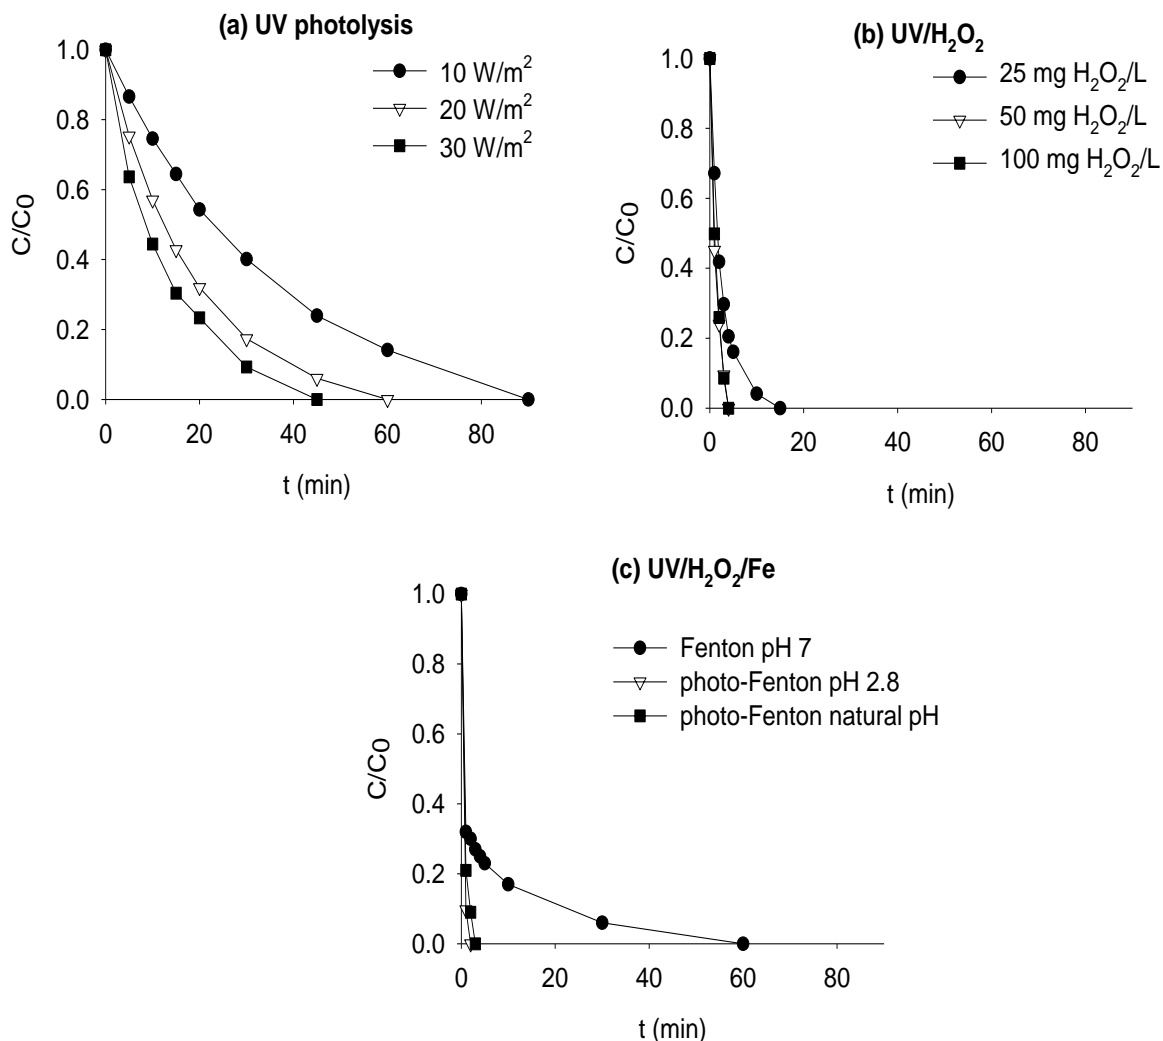 (a) UV photolysis
1.0
0.8
0.6
0.4
0.2
0.0
C/C0
10 W/m²
20 W/m²
30 W/m²
0 20 40 60 80
t (min)
(b) UV/H₂O₂
1.0
0.8
0.6
0.4
0.2
0.0
C/C0
25 mg H₂O₂/L
50 mg H₂O₂/L
100 mg H₂O₂/L
0 20 40 60 80
t (min)
(c) UV/H₂O₂/Fe
1.0
0.8
0.6
0.4
0.2
0.0
C/C0
Fenton pH 7
photo-Fenton pH 2.8
photo-Fenton natural pH
0 20 40 60 80
t (min)